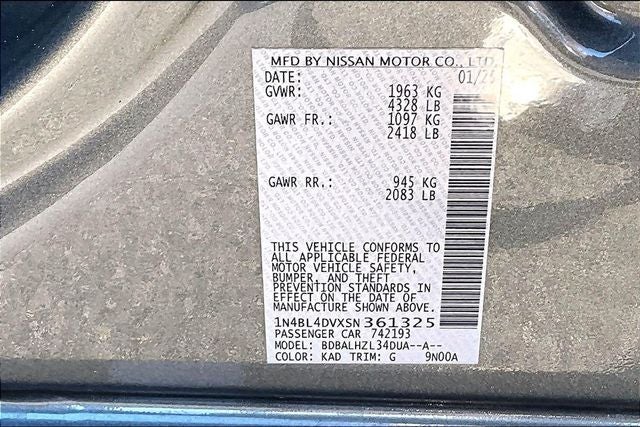 MFD BY NISSAN MOTOR CO., LTD.
DATE: 01/25
GVWR: 1963 KG
4328 LB
GAWR FR.: 1097 KG
2418 LB
GAWR RR.: 945 KG
2083 LB
THIS VEHICLE CONFORMS TO
ALL APPLICABLE FEDERAL
MOTOR VEHICLE SAFETY,
BUMPER, AND THEFT
PREVENTION STANDARDS IN
EFFECT ON THE DATE OF
MANUFACTURE SHOWN ABOVE.
1N4BL4DVXSN361325
PASSENGER CAR 742193
MODEL: BDBALHZL34DUA--A--
COLOR: KAD TRIM: G 9N00A